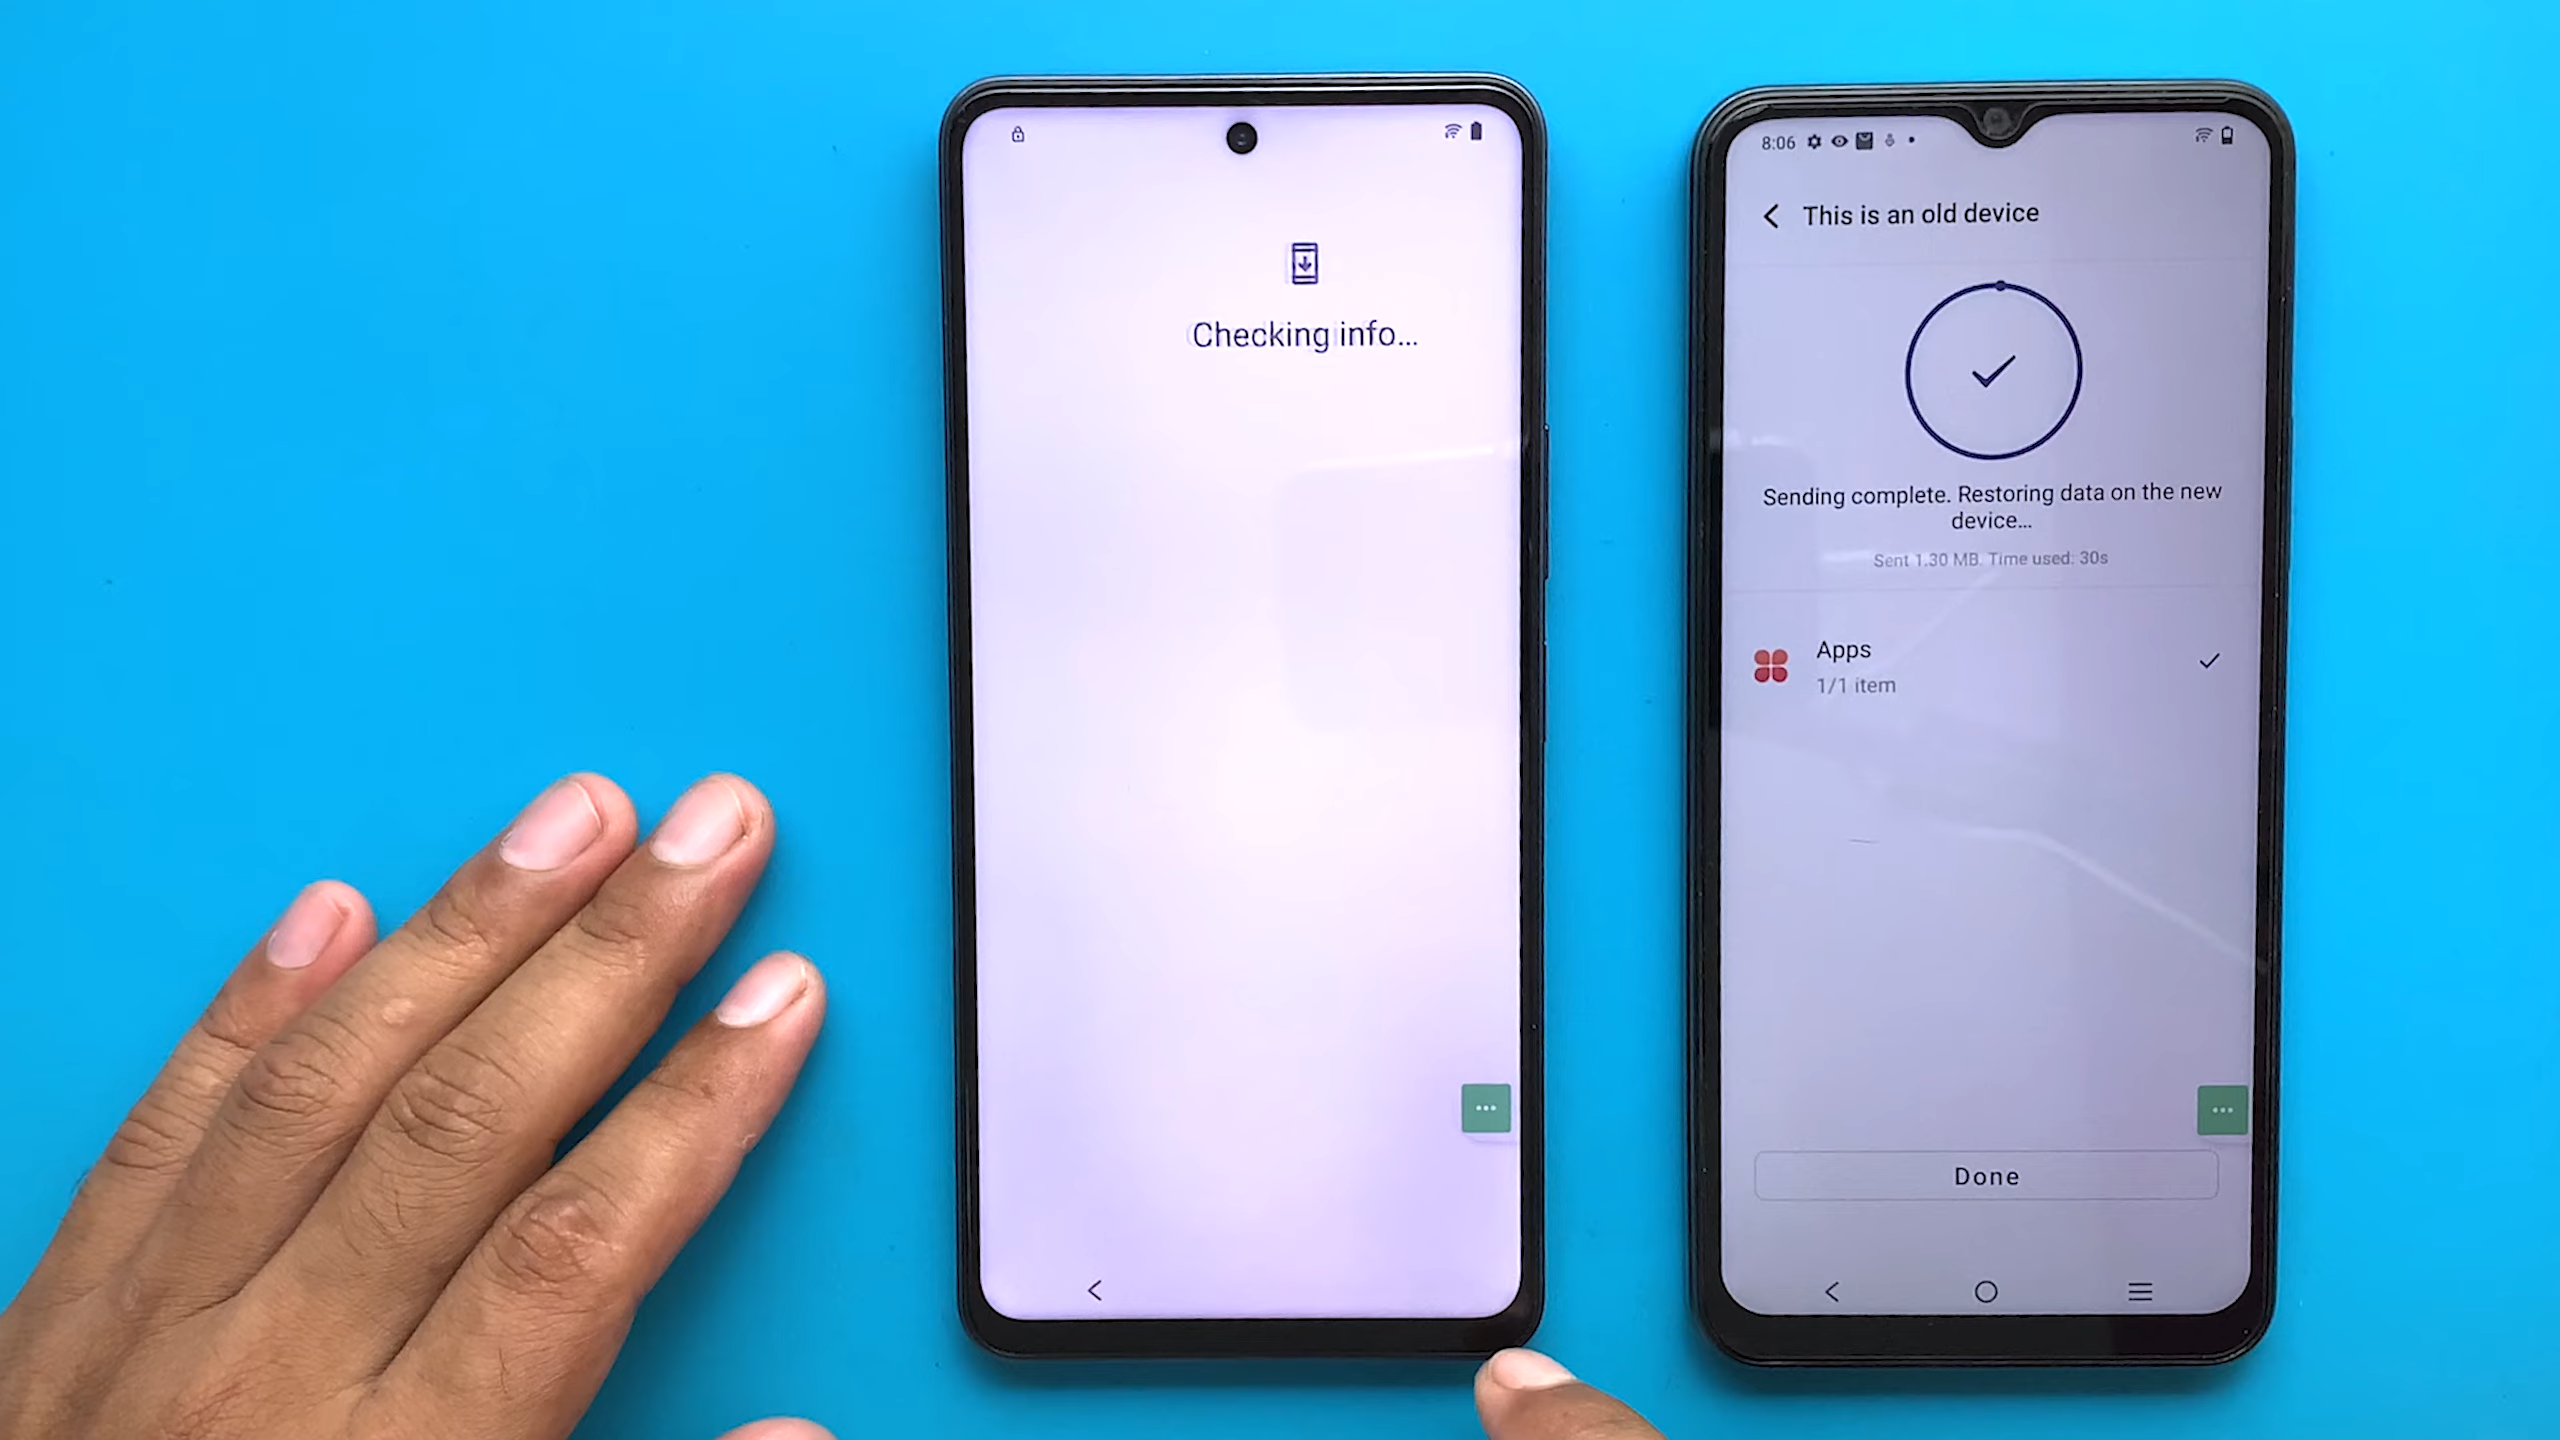 Checking info...
8:06
This is an old device
Sending complete. Restoring data on the new
device...
Sent 1.30 MB. Time used: 30s
Apps
1/1 item
Done